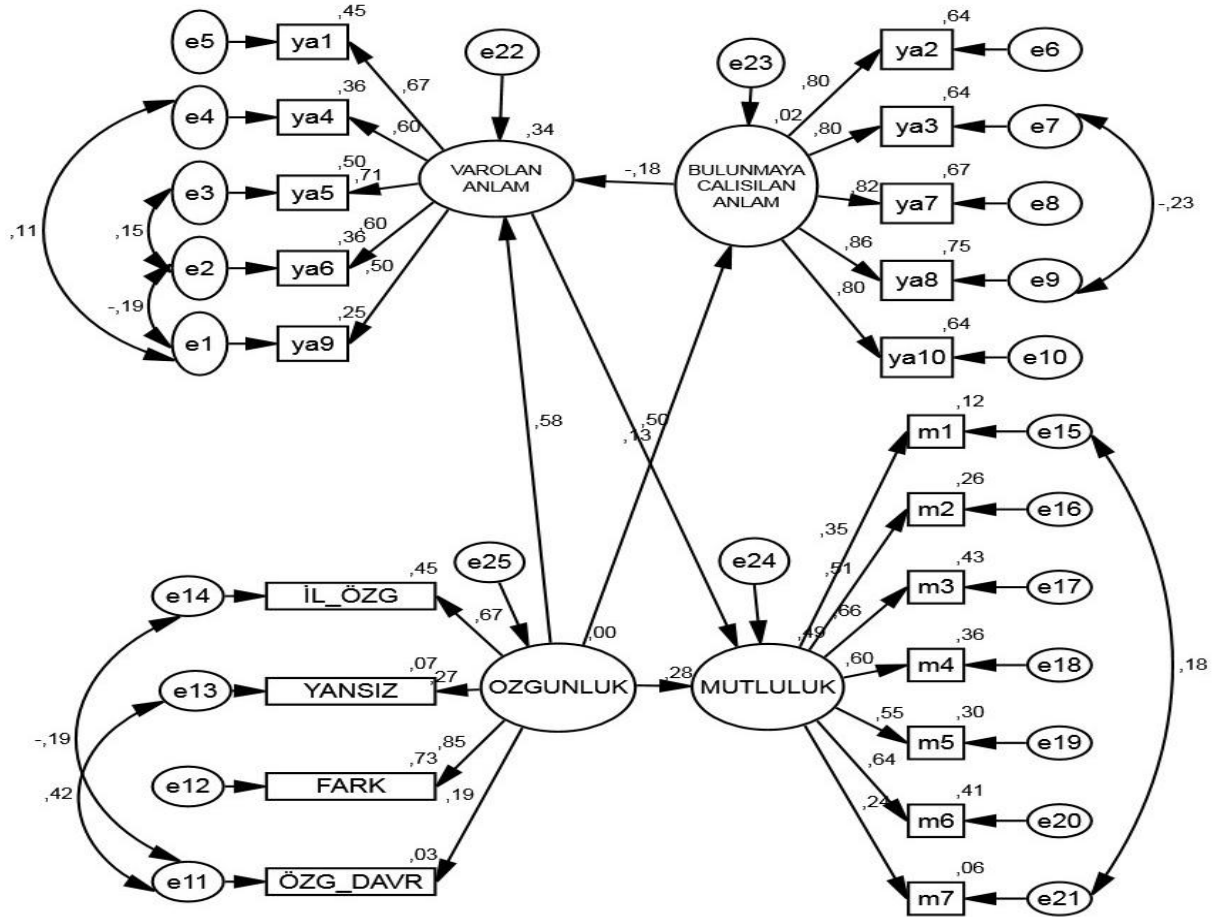 ,45
e5
ya1
,67
e22
,36
e4
ya4
,60
,34
,50
e3
ya5
,71
VAROLAN
ANLAM
,11
,15
,36
e2
ya6
,60
,50
-,19
,25
e1
ya9
-,18
e23
,02
BULUNMAYA
CALISILAN
ANLAM
,64
ya2
e6
,80
,64
ya3
e7
,80
,67
ya7
e8
,82
-,23
,75
ya8
e9
,86
,64
ya10
e10
,80
,58
,50
,13
,12
m1
e15
,35
,26
m2
e16
,51
,43
m3
e17
,66
,36
m4
e18
,60
,30
m5
e19
,55
,41
m6
e20
,64
,06
m7
e21
,24
,18
e24
,49
MUTLULUK
,28
e25
,00
OZGUNLUK
,45
e14
İL_ÖZG
,67
,07
e13
YANSIZ
,27
,73
e12
FARK
,85
,03
e11
ÖZG_DAVR
,19
-,19
,42